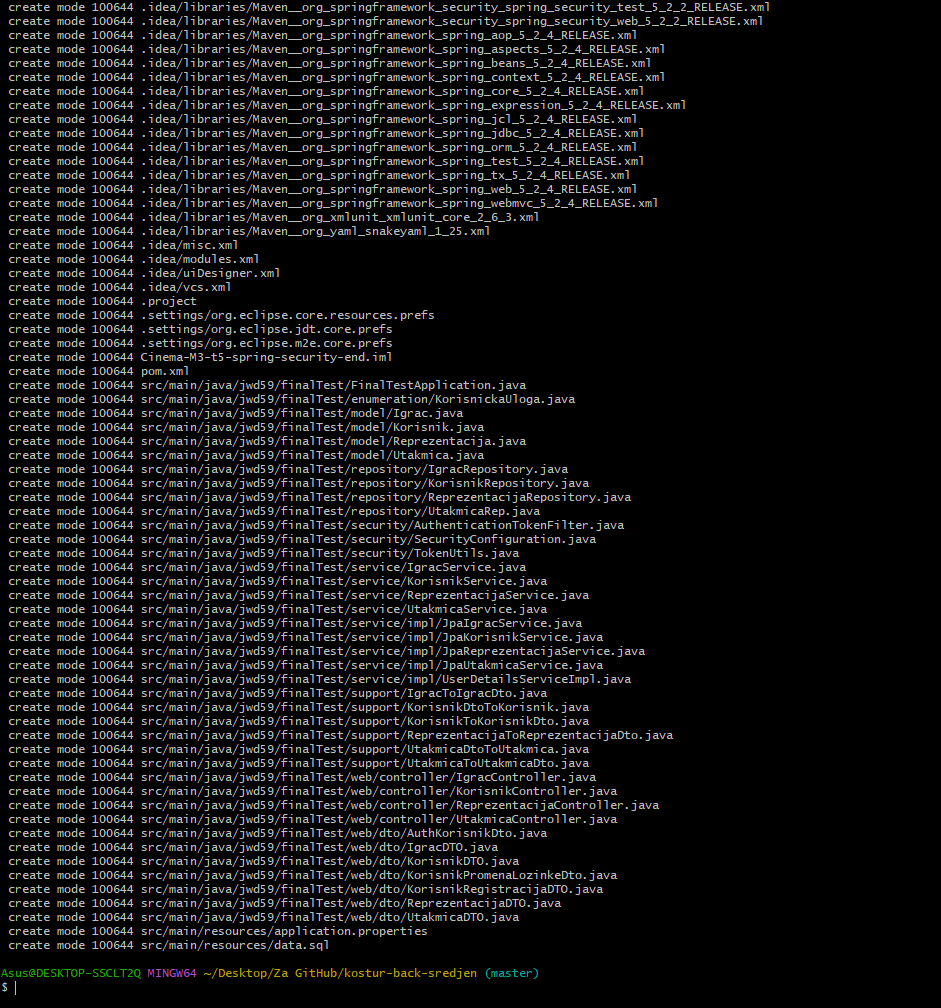 create mode 100644 .idea/libraries/Maven__org_springframework_security_spring_security_test_5_2_2_RELEASE.xml
create mode 100644 .idea/libraries/Maven__org_springframework_security_spring_security_web_5_2_2_RELEASE.xml
create mode 100644 .idea/libraries/Maven__org_springframework_spring_aop_5_2_4_RELEASE.xml
create mode 100644 .idea/libraries/Maven__org_springframework_spring_aspects_5_2_4_RELEASE.xml
create mode 100644 .idea/libraries/Maven__org_springframework_spring_beans_5_2_4_RELEASE.xml
create mode 100644 .idea/libraries/Maven__org_springframework_spring_context_5_2_4_RELEASE.xml
create mode 100644 .idea/libraries/Maven__org_springframework_spring_core_5_2_4_RELEASE.xml
create mode 100644 .idea/libraries/Maven__org_springframework_spring_expression_5_2_4_RELEASE.xml
create mode 100644 .idea/libraries/Maven__org_springframework_spring_jcl_5_2_4_RELEASE.xml
create mode 100644 .idea/libraries/Maven__org_springframework_spring_jdbc_5_2_4_RELEASE.xml
create mode 100644 .idea/libraries/Maven__org_springframework_spring_orm_5_2_4_RELEASE.xml
create mode 100644 .idea/libraries/Maven__org_springframework_spring_test_5_2_4_RELEASE.xml
create mode 100644 .idea/libraries/Maven__org_springframework_spring_tx_5_2_4_RELEASE.xml
create mode 100644 .idea/libraries/Maven__org_springframework_spring_web_5_2_4_RELEASE.xml
create mode 100644 .idea/libraries/Maven__org_springframework_spring_webmvc_5_2_4_RELEASE.xml
create mode 100644 .idea/libraries/Maven__org_xmlunit_xmlunit_core_2_6_3.xml
create mode 100644 .idea/libraries/Maven__org_yaml_snakeyaml_1_25.xml
create mode 100644 .idea/misc.xml
create mode 100644 .idea/modules.xml
create mode 100644 .idea/uiDesigner.xml
create mode 100644 .idea/vcs.xml
create mode 100644 .project
create mode 100644 .settings/org.eclipse.core.resources.prefs
create mode 100644 .settings/org.eclipse.jdt.core.prefs
create mode 100644 .settings/org.eclipse.m2e.core.prefs
create mode 100644 Cinema-M3-t5-spring-security-end.iml
create mode 100644 pom.xml
create mode 100644 src/main/java/jwd59/finalTest/FinalTestApplication.java
create mode 100644 src/main/java/jwd59/finalTest/enumeration/KorisnickaUloga.java
create mode 100644 src/main/java/jwd59/finalTest/model/Igrac.java
create mode 100644 src/main/java/jwd59/finalTest/model/Korisnik.java
create mode 100644 src/main/java/jwd59/finalTest/model/Reprezentacija.java
create mode 100644 src/main/java/jwd59/finalTest/model/Utakmica.java
create mode 100644 src/main/java/jwd59/finalTest/repository/IgracRepository.java
create mode 100644 src/main/java/jwd59/finalTest/repository/KorisnikRepository.java
create mode 100644 src/main/java/jwd59/finalTest/repository/ReprezentacijaRepository.java
create mode 100644 src/main/java/jwd59/finalTest/repository/UtakmicaRep.java
create mode 100644 src/main/java/jwd59/finalTest/security/AuthenticationTokenFilter.java
create mode 100644 src/main/java/jwd59/finalTest/security/SecurityConfiguration.java
create mode 100644 src/main/java/jwd59/finalTest/security/TokenUtils.java
create mode 100644 src/main/java/jwd59/finalTest/service/IgracService.java
create mode 100644 src/main/java/jwd59/finalTest/service/KorisnikService.java
create mode 100644 src/main/java/jwd59/finalTest/service/ReprezentacijaService.java
create mode 100644 src/main/java/jwd59/finalTest/service/UtakmicaService.java
create mode 100644 src/main/java/jwd59/finalTest/service/impl/JpaIgracService.java
create mode 100644 src/main/java/jwd59/finalTest/service/impl/JpaKorisnikService.java
create mode 100644 src/main/java/jwd59/finalTest/service/impl/JpaReprezentacijaService.java
create mode 100644 src/main/java/jwd59/finalTest/service/impl/JpaUtakmicaService.java
create mode 100644 src/main/java/jwd59/finalTest/service/impl/UserDetailsServiceImpl.java
create mode 100644 src/main/java/jwd59/finalTest/support/IgracToIgracDto.java
create mode 100644 src/main/java/jwd59/finalTest/support/KorisnikDtoToKorisnik.java
create mode 100644 src/main/java/jwd59/finalTest/support/KorisnikToKorisnikDto.java
create mode 100644 src/main/java/jwd59/finalTest/support/ReprezentacijaToReprezentacijaDto.java
create mode 100644 src/main/java/jwd59/finalTest/support/UtakmicaDtoToUtakmica.java
create mode 100644 src/main/java/jwd59/finalTest/support/UtakmicaToUtakmicaDto.java
create mode 100644 src/main/java/jwd59/finalTest/web/controller/IgracController.java
create mode 100644 src/main/java/jwd59/finalTest/web/controller/KorisnikController.java
create mode 100644 src/main/java/jwd59/finalTest/web/controller/ReprezentacijaController.java
create mode 100644 src/main/java/jwd59/finalTest/web/controller/UtakmicaController.java
create mode 100644 src/main/java/jwd59/finalTest/web/dto/AuthKorisnikDto.java
create mode 100644 src/main/java/jwd59/finalTest/web/dto/IgracDTO.java
create mode 100644 src/main/java/jwd59/finalTest/web/dto/KorisnikDTO.java
create mode 100644 src/main/java/jwd59/finalTest/web/dto/KorisnikPromenaLozinkeDto.java
create mode 100644 src/main/java/jwd59/finalTest/web/dto/KorisnikRegistracijaDTO.java
create mode 100644 src/main/java/jwd59/finalTest/web/dto/ReprezentacijaDTO.java
create mode 100644 src/main/java/jwd59/finalTest/web/dto/UtakmicaDTO.java
create mode 100644 src/main/resources/application.properties
create mode 100644 src/main/resources/data.sql
Asus@DESKTOP-SSCLT2Q MINGW64 ~/Desktop/Za GitHub/kostur-back-sredjen (master)
$